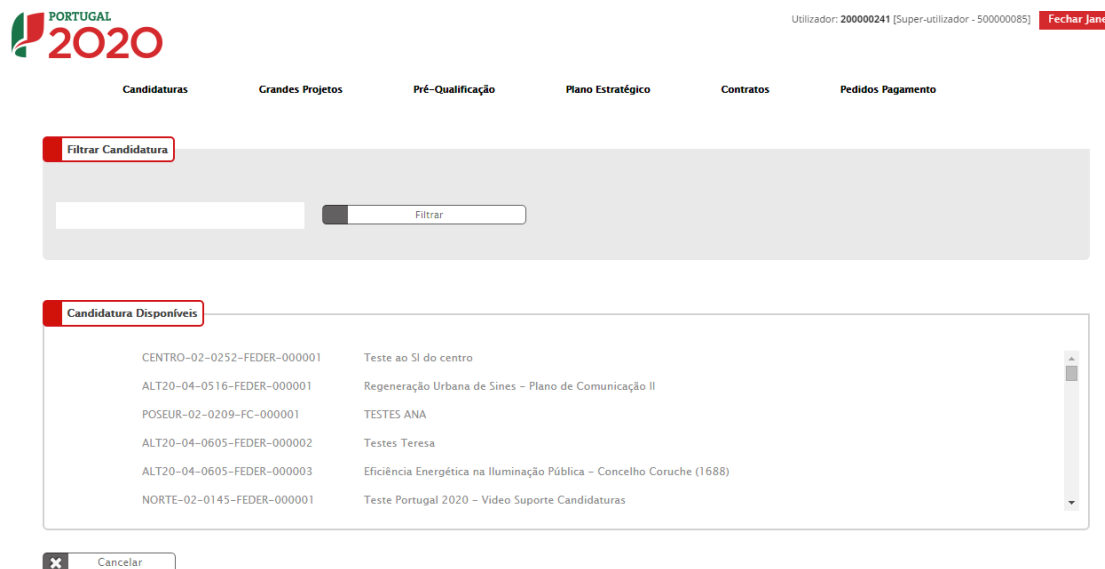 PORTUGAL
2020
Utilizador: 200000241 [Super-utilizador - 500000085]
Fechar Jane
Candidaturas
Grandes Projetos
Pré-Qualificação
Plano Estratégico
Contratos
Pedidos Pagamento
Filtrar Candidatura
Filtrar
Candidatura Disponíveis
CENTRO-02-0252-FEDER-000001 Teste ao SI do centro
ALT20-04-0516-FEDER-000001 Regeneração Urbana de Sines - Plano de Comunicação II
POSEUR-02-0209-FC-000001 TESTES ANA
ALT20-04-0605-FEDER-000002 Testes Teresa
ALT20-04-0605-FEDER-000003 Eficiência Energética na Iluminação Pública - Concelho Coruche (1688)
NORTE-02-0145-FEDER-000001 Teste Portugal 2020 - Video Suporte Candidaturas
Cancelar